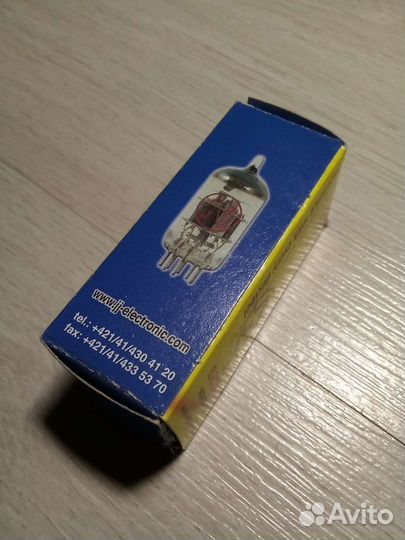 www.jj-electronic.com
tel.: +421/41/430 41 20
fax: +421/41/433 53 70
Avito